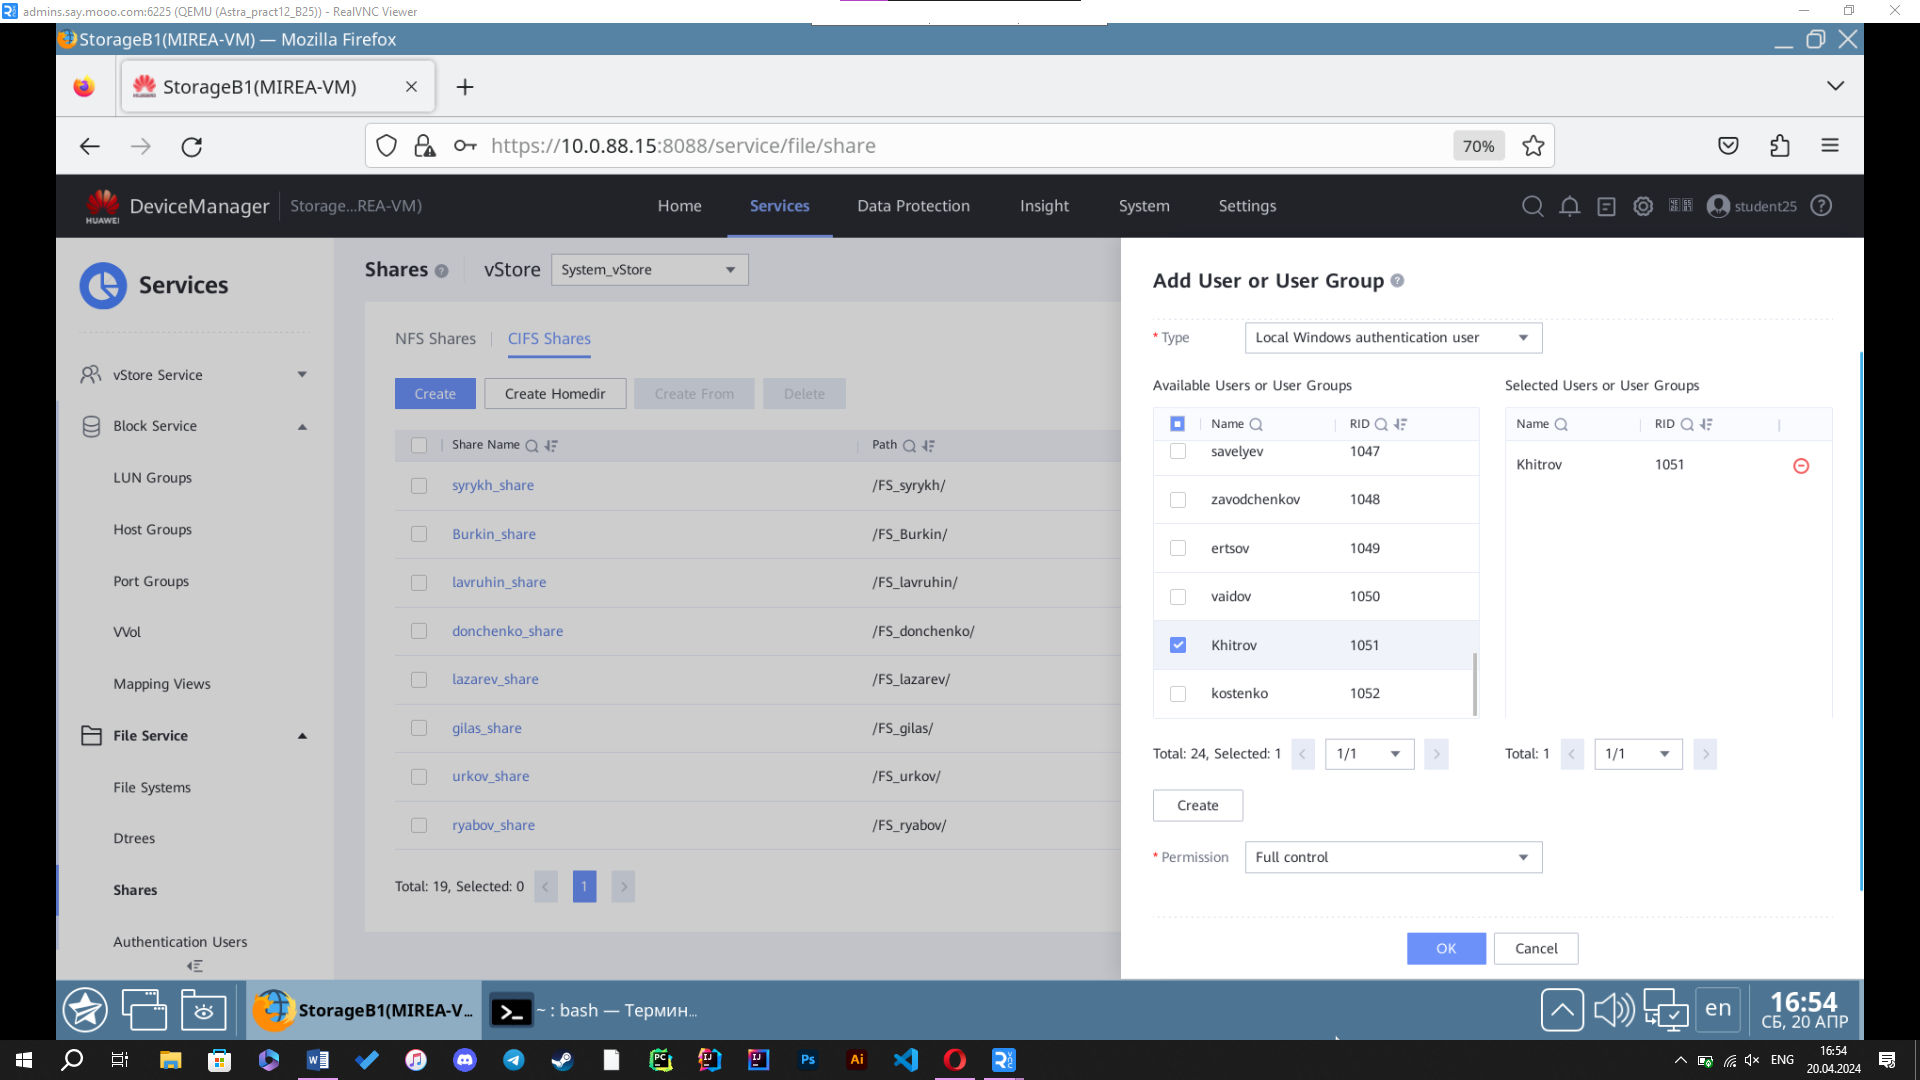 admins.say.mooo.com:6225 (QEMU (Astra_pract12_B25)) - RealVNC Viewer
StorageB1(MIREA-VM) — Mozilla Firefox
StorageB1(MIREA-VM)
https://10.0.88.15:8088/service/file/share
70%
HUAWEI
DeviceManager
Storage...REA-VM)
Home
Services
Data Protection
Insight
System
Settings
student25
Services
vStore Service
Block Service
LUN Groups
Host Groups
Port Groups
VVol
Mapping Views
File Service
File Systems
Dtrees
Shares
Authentication Users
Shares
vStore
System_vStore
NFS Shares
CIFS Shares
Create
Create Homedir
Create From
Delete
Share Name
Path
syrykh_share
/FS_syrykh/
Burkin_share
/FS_Burkin/
lavruhin_share
/FS_lavruhin/
donchenko_share
/FS_donchenko/
lazarev_share
/FS_lazarev/
gilas_share
/FS_gilas/
urkov_share
/FS_urkov/
ryabov_share
/FS_ryabov/
Total: 19, Selected: 0
1
Add User or User Group
* Type
Local Windows authentication user
Available Users or User Groups
Name
RID
savelyev
1047
zavodchenkov
1048
ertsov
1049
vaidov
1050
Khitrov
1051
kostenko
1052
Total: 24, Selected: 1
1/1
Selected Users or User Groups
Name
RID
Khitrov
1051
Total: 1
1/1
Create
* Permission
Full control
OK
Cancel
StorageB1(MIREA-V...
~ : bash — Термин...
en
16:54
СБ, 20 АПР
ENG
16:54
20.04.2024